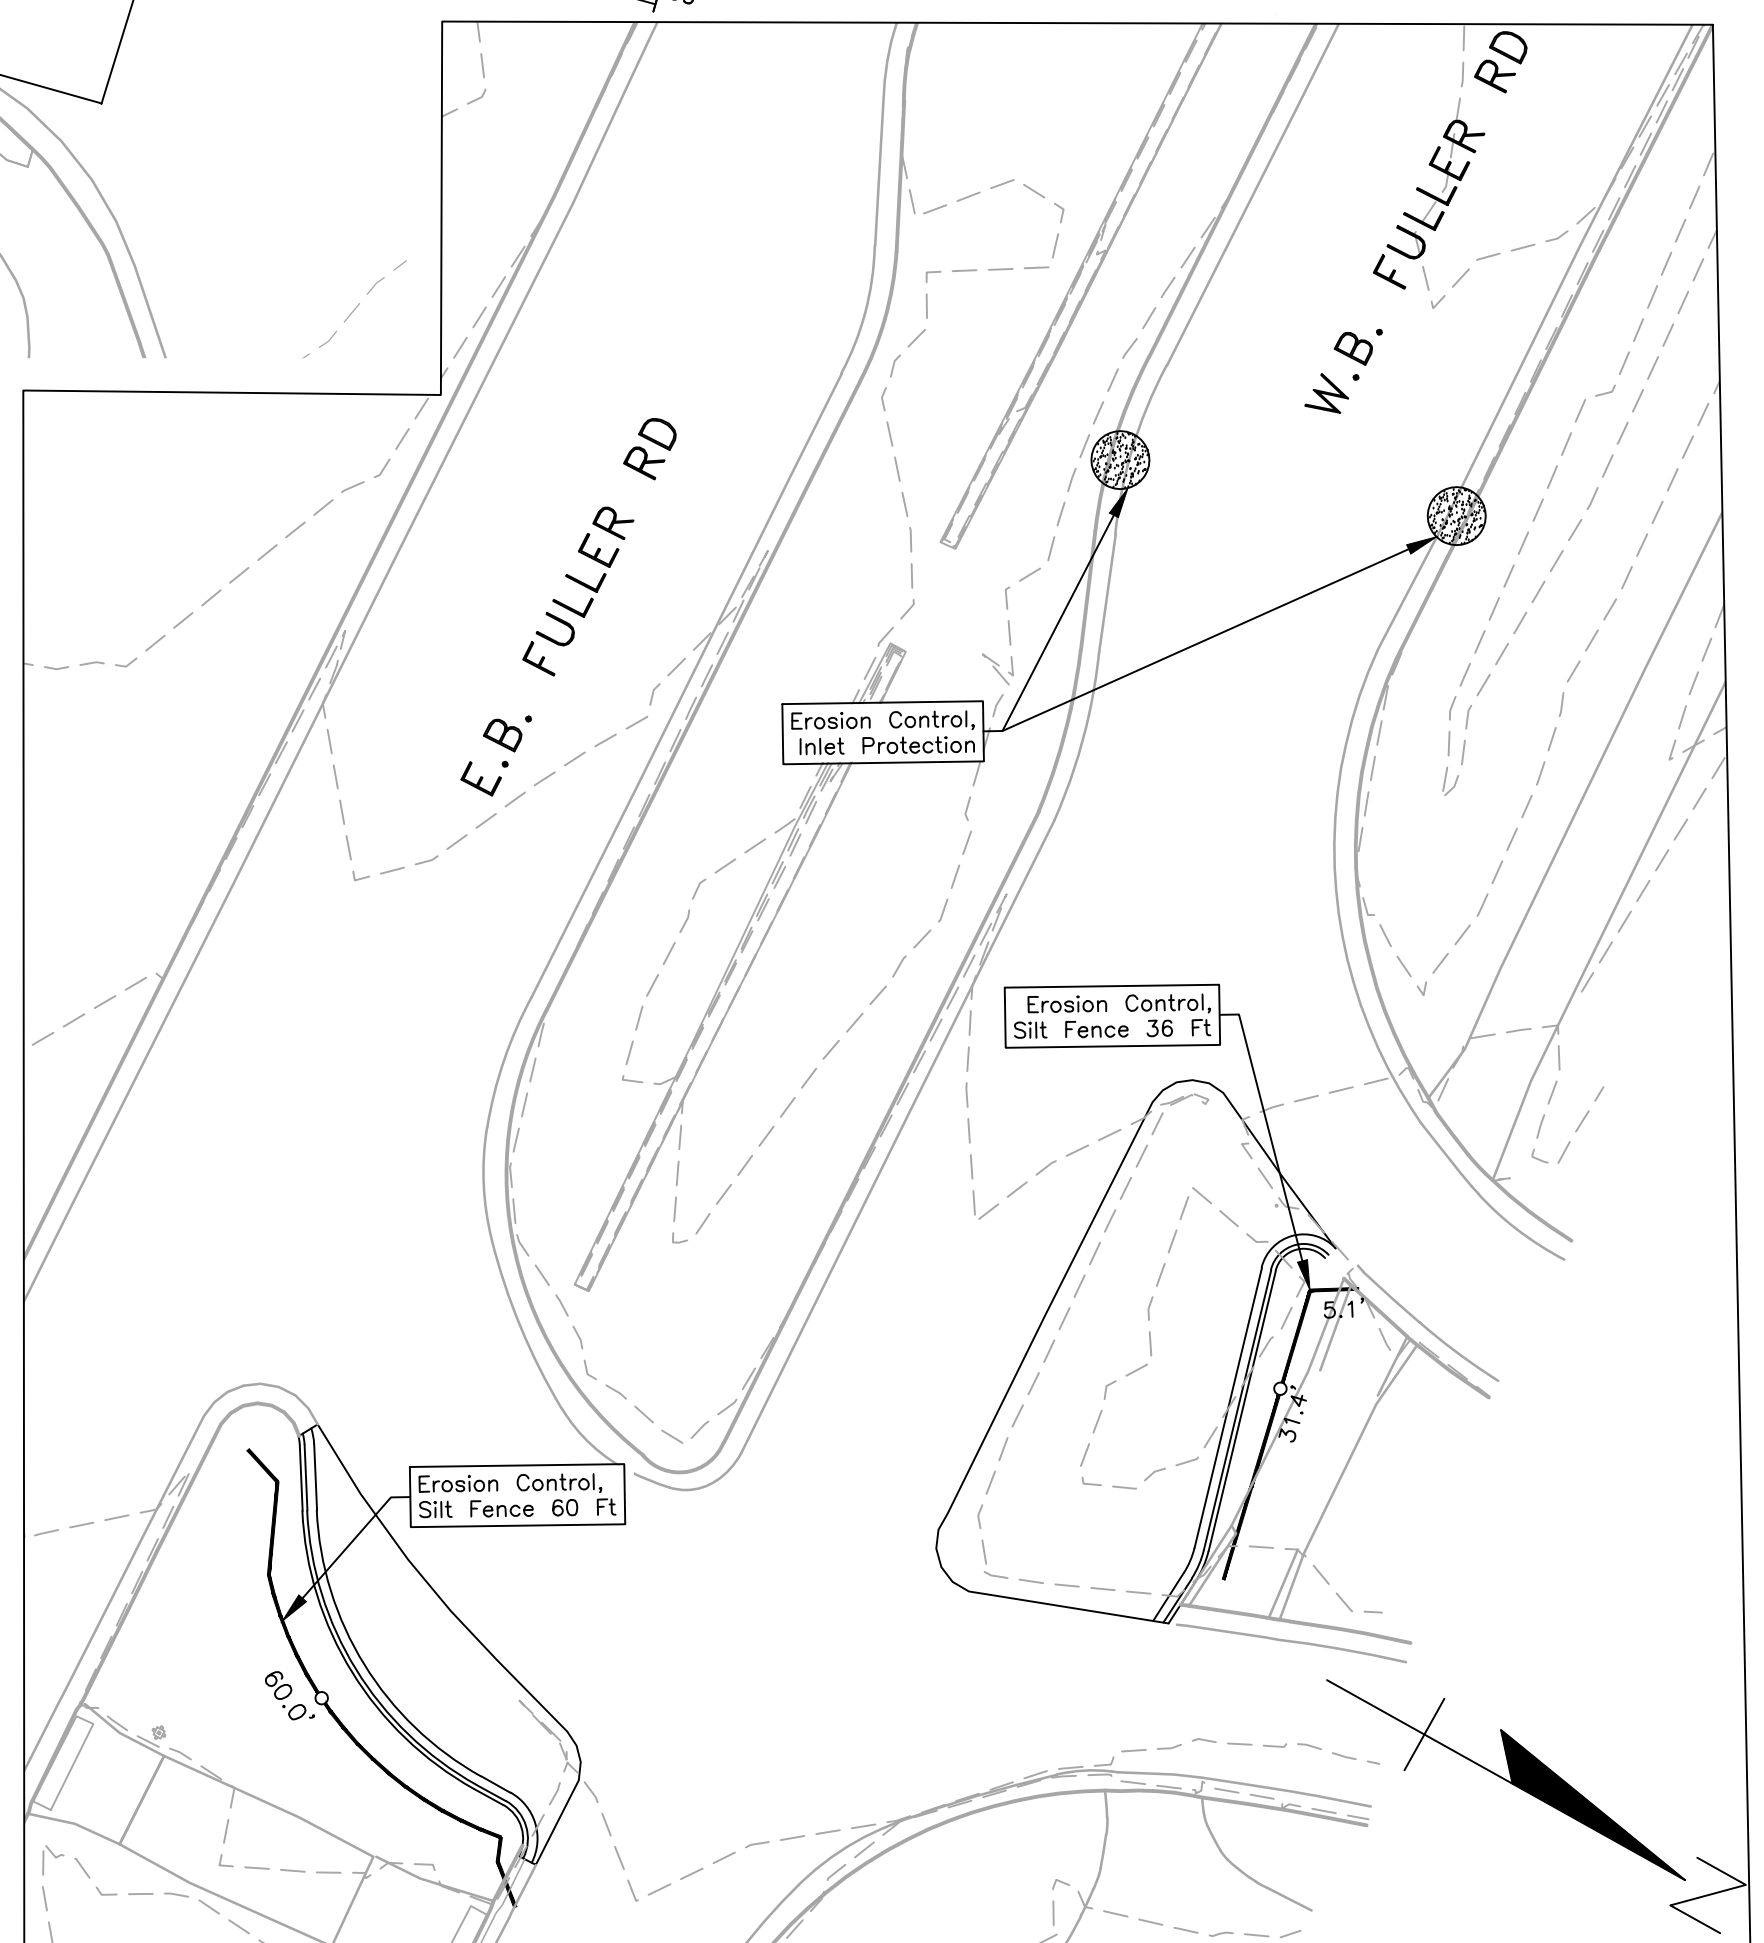 W.B. FULLER RD
E.B. FULLER RD
Erosion Control,
Inlet Protection
Erosion Control,
Silt Fence 36 Ft
5.1'
31.4'
Erosion Control,
Silt Fence 60 Ft
60.0'
N